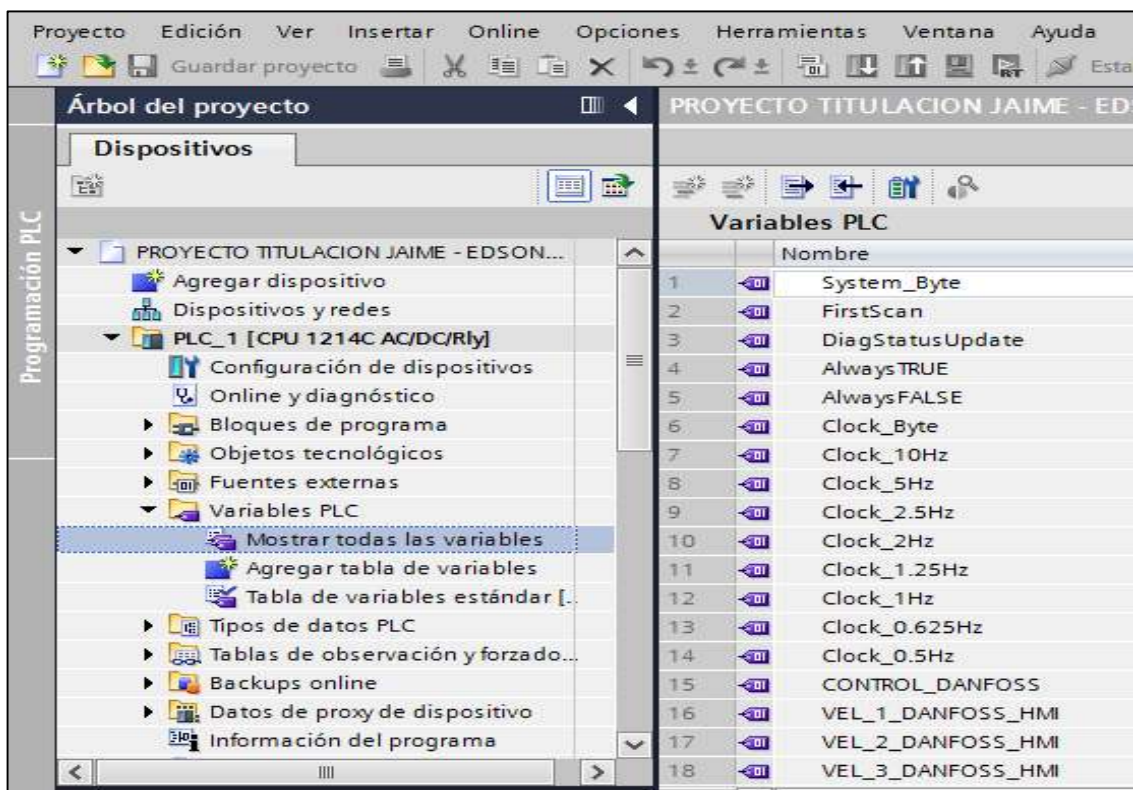 Proyecto Edición Ver Insertar Online Opciones Herramientas Ventana Ayuda
Guardar proyecto
RT
Esta
Árbol del proyecto
PROYECTO TITULACION JAIME - ED
Dispositivos
Programación PLC
Variables PLC
Nombre
PROYECTO TITULACION JAIME - EDSON...
Agregar dispositivo
Dispositivos y redes
PLC_1 [CPU 1214C AC/DC/Rly]
Configuración de dispositivos
Online y diagnóstico
Bloques de programa
Objetos tecnológicos
Fuentes externas
Variables PLC
Mostrar todas las variables
Agregar tabla de variables
Tabla de variables estándar [..
Tipos de datos PLC
Tablas de observación y forzado...
Backups online
Datos de proxy de dispositivo
Información del programa
1 System_Byte
2 FirstScan
3 DiagStatusUpdate
4 AlwaysTRUE
5 AlwaysFALSE
6 Clock_Byte
7 Clock_10Hz
8 Clock_5Hz
9 Clock_2.5Hz
10 Clock_2Hz
11 Clock_1.25Hz
12 Clock_1Hz
13 Clock_0.625Hz
14 Clock_0.5Hz
15 CONTROL_DANFOSS
16 VEL_1_DANFOSS_HMI
17 VEL_2_DANFOSS_HMI
18 VEL_3_DANFOSS_HMI